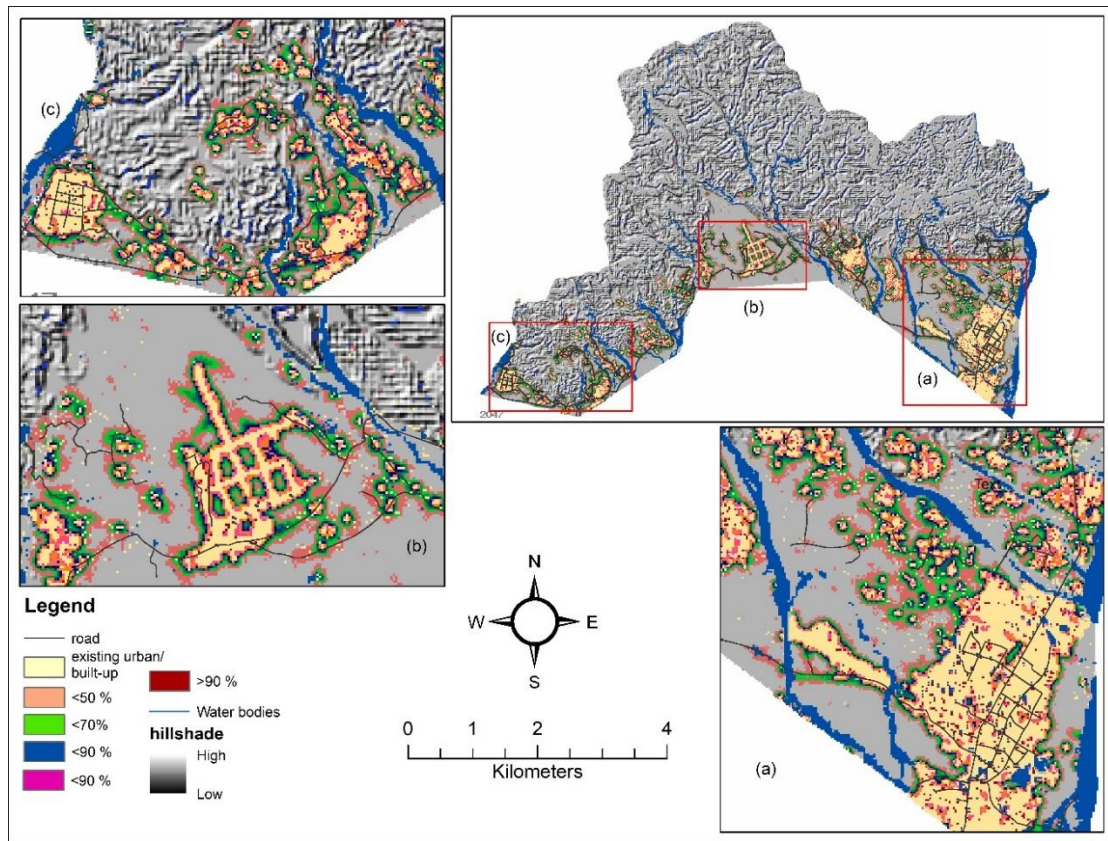 (c)
(c)
(b)
(a)
2047
(b)
Legend
road
existing urban/
built-up
<50 %
<70%
<90 %
<90 %
>90 %
Water bodies
hillshade
High
Low
N
W
E
S
0 1 2 4
Kilometers
(a)